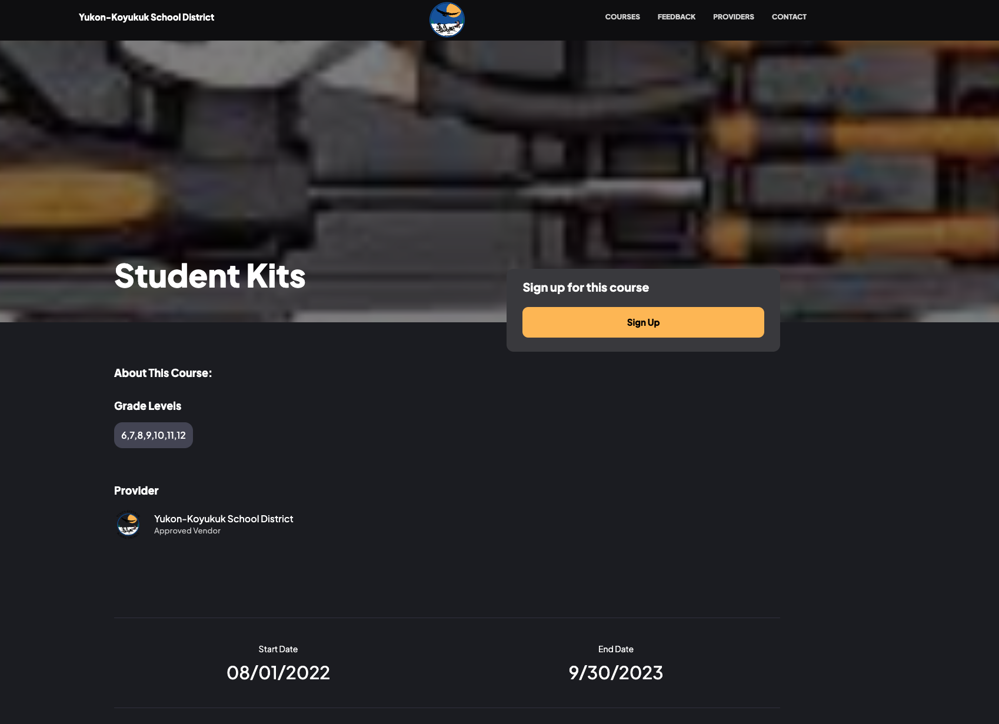 Yukon-Koyukuk School District
COURSES FEEDBACK PROVIDERS CONTACT
Student Kits
Sign up for this course
Sign Up
About This Course:
Grade Levels
6,7,8,9,10,11,12
Provider
Yukon-Koyukuk School District
Approved Vendor
Start Date
08/01/2022
End Date
9/30/2023